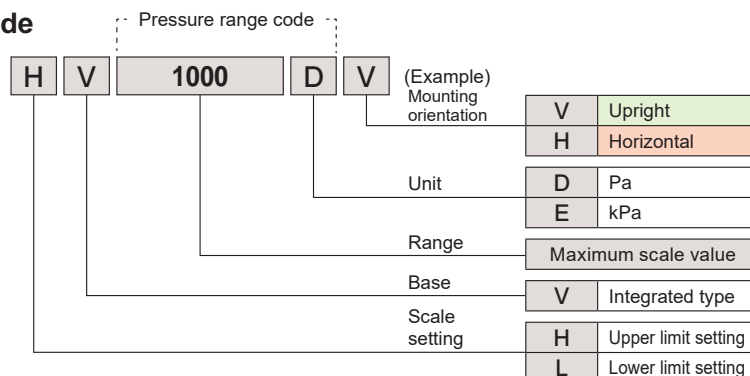 de
Pressure range code
H V 1000 D V (Example)
Mounting
orientation
V Upright
H Horizontal
Unit
D Pa
E kPa
Range
Maximum scale value
Base
V Integrated type
Scale
setting
H Upper limit setting
L Lower limit setting